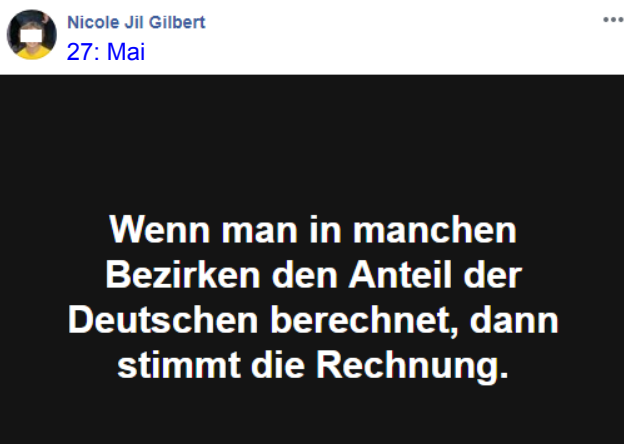 Nicole Jil Gilbert
27: Mai
Wenn man in manchen
Bezirken den Anteil der
Deutschen berechnet, dann
stimmt die Rechnung.